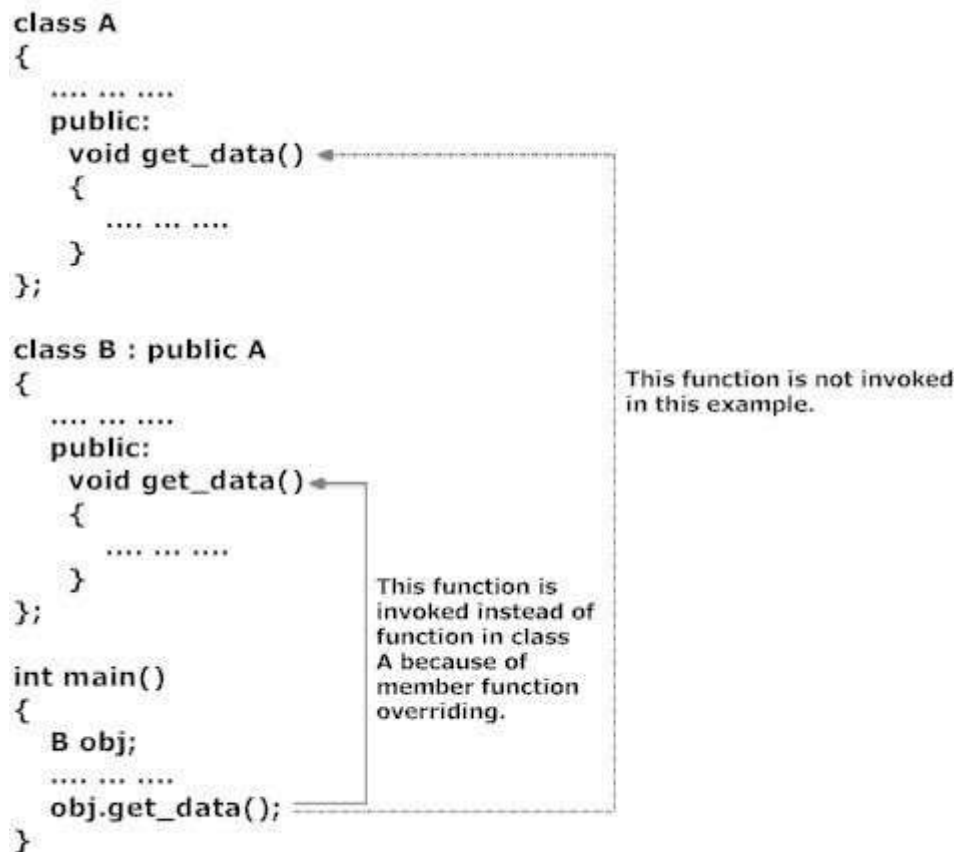 class A
{
.... ... ....
public:
void get_data()
{
.... ... ....
}
};
class B : public A
{
.... ... ....
public:
void get_data()
{
.... ... ....
}
};
int main()
{
B obj;
.... ... ....
obj.get_data();
}
This function is not invoked
in this example.
This function is
invoked instead of
function in class
A because of
member function
overriding.